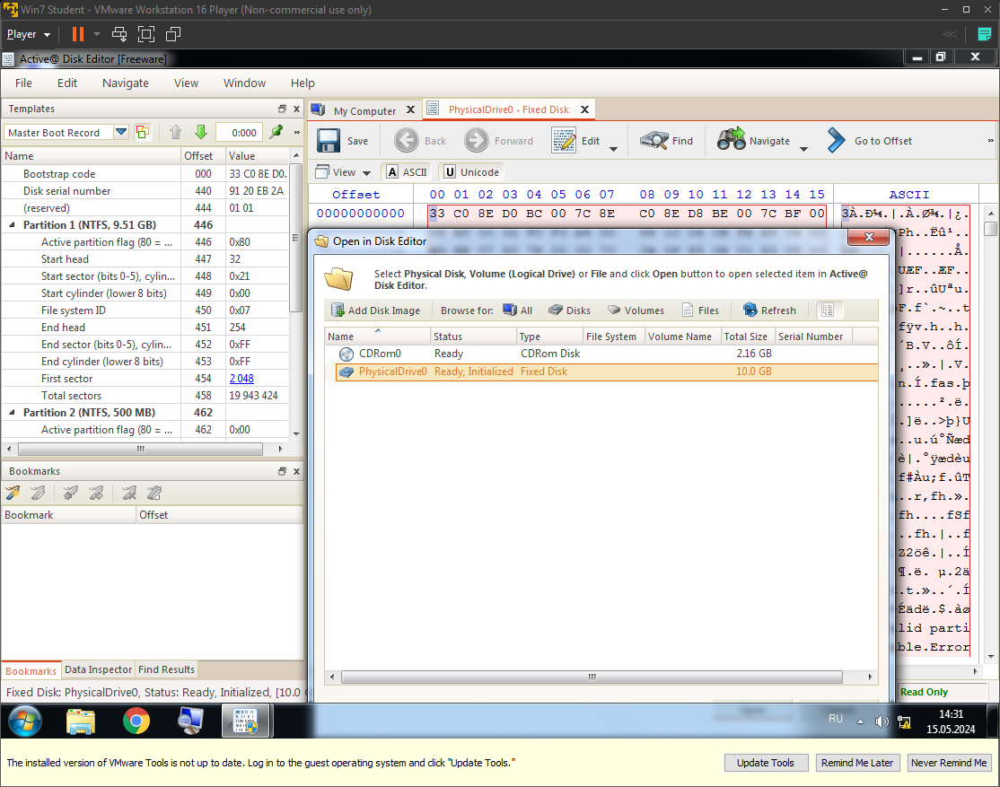 Win7 Student - VMware Workstation 16 Player (Non-commercial use only)
Player
Active@ Disk Editor [Freeware]
File Edit Navigate View Window Help
Templates
Master Boot Record 0:000 »
Name Offset Value
Bootstrap code 000 33 C0 8E D0.
Disk serial number 440 91 20 EB 2A
(reserved) 444 01 01
Partition 1 (NTFS, 9.51 GB) 446
Active partition flag (80 = ... 446 0x80
Start head 447 32
Start sector (bits 0-5), cylin... 448 0x21
Start cylinder (lower 8 bits) 449 0x00
File system ID 450 0x07
End head 451 254
End sector (bits 0-5), cylin... 452 0xFF
End cylinder (lower 8 bits) 453 0xFF
First sector 454 2 048
Total sectors 458 19 943 424
Partition 2 (NTFS, 500 MB) 462
Active partition flag (80 = ... 462 0x00
Bookmarks
Bookmark Offset
Bookmarks Data Inspector Find Results
Fixed Disk: PhysicalDrive0, Status: Ready, Initialized, [10.0
My Computer PhysicalDrive0 - Fixed Disk
Save Back Forward Edit Find Navigate Go to Offset »
View A ASCII U Unicode
Offset 00 01 02 03 04 05 06 07 08 09 10 11 12 13 14 15 ASCII
00000000000 33 C0 8E D0 BC 00 7C 8E C0 8E D8 BE 00 7C BF 00 3À.Ð¼.|.À.Ø¾.|¿.
Ph..Ëû¹..
|......Å.
UÆF..ÆF..
]r..ûUªu.
F.f`.~..t
fÿv.h..h.
´B.V..ôÍ.
¸..»..|.V.
n.Í.fas.þ
.....².ë.
.]ë..>þ}U
..u.ú°Ñæd
è|.°ÿædèu
f#Àu;f.ûT
..r,fh.».
fh....fSf
..fh.|..f
Z2öê.|..Í
¶.ë. µ.2ä
.t.»..´.Í
Éädë.$.àø
lid parti
ble.Error
Open in Disk Editor
Select Physical Disk, Volume (Logical Drive) or File and click Open button to open selected item in Active@
Disk Editor.
Add Disk Image Browse for: All Disks Volumes Files Refresh
Name Status Type File System Volume Name Total Size Serial Number
CDRom0 Ready CDRom Disk 2.16 GB
PhysicalDrive0 Ready, Initialized Fixed Disk 10.0 GB
Read Only
RU
14:31
15.05.2024
The installed version of VMware Tools is not up to date. Log in to the guest operating system and click "Update Tools."
Update Tools Remind Me Later Never Remind Me